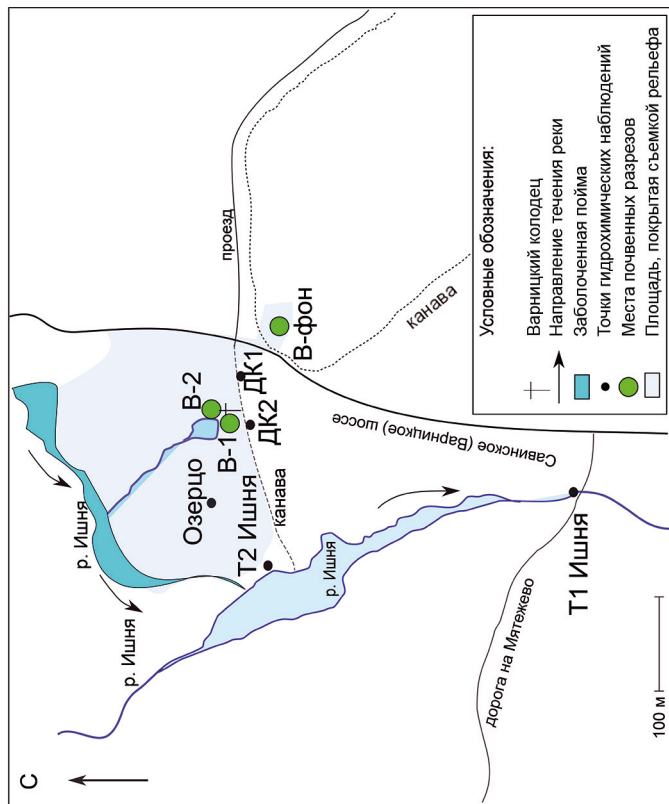 С
р. Ишня
р. Ишня
Озерцо
Т2 Ишня
канава
В-2
В-1
ДК2
ДК1
проезд
В-фон
канава
Савинское (Варницкое) шоссе
р. Ишня
Т1 Ишня
дорога на Мятежево
100 м
Условные обозначения:
Варницкий колодец
Направление течения реки
Заболоченная пойма
Точки гидрохимических наблюдений
Места почвенных разрезов
Площадь, покрытая съемкой рельефа